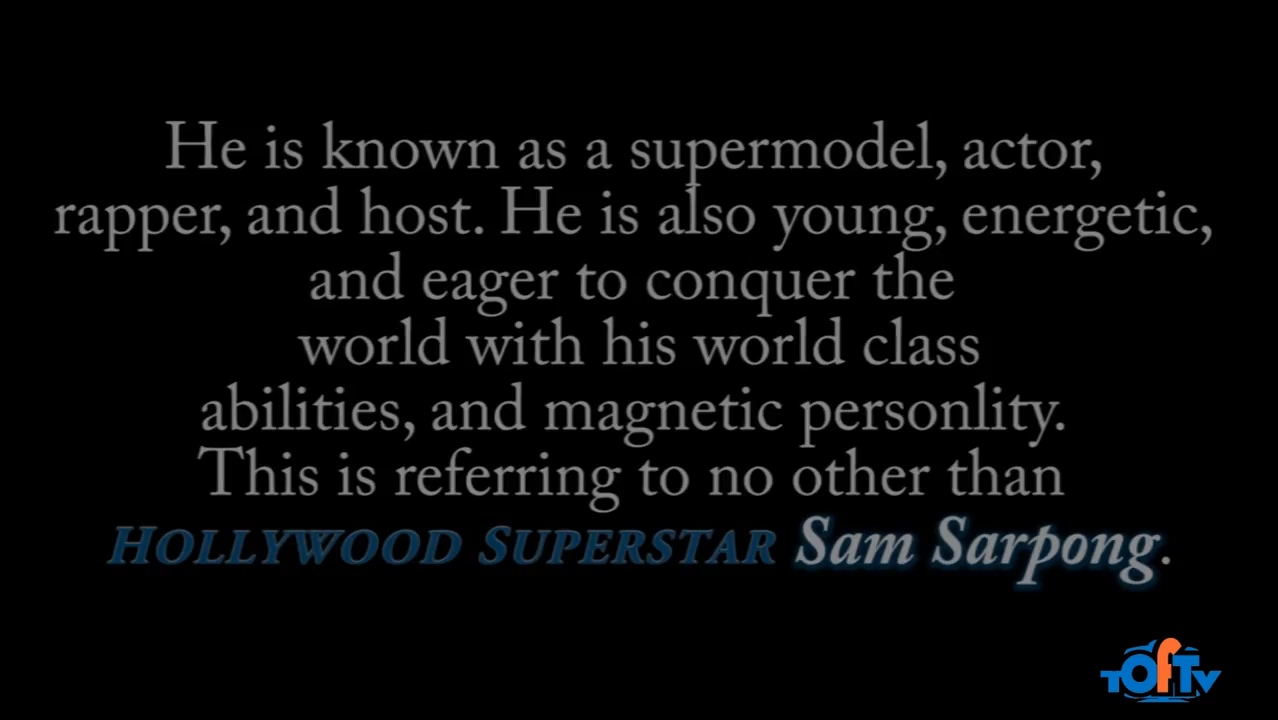 He is known as a supermodel, actor,
rapper, and host. He is also young, energetic,
and eager to conquer the
world with his world class
abilities, and magnetic personlity.
This is referring to no other than
HOLLYWOOD SUPERSTAR Sam Sarpong.
TOfTV